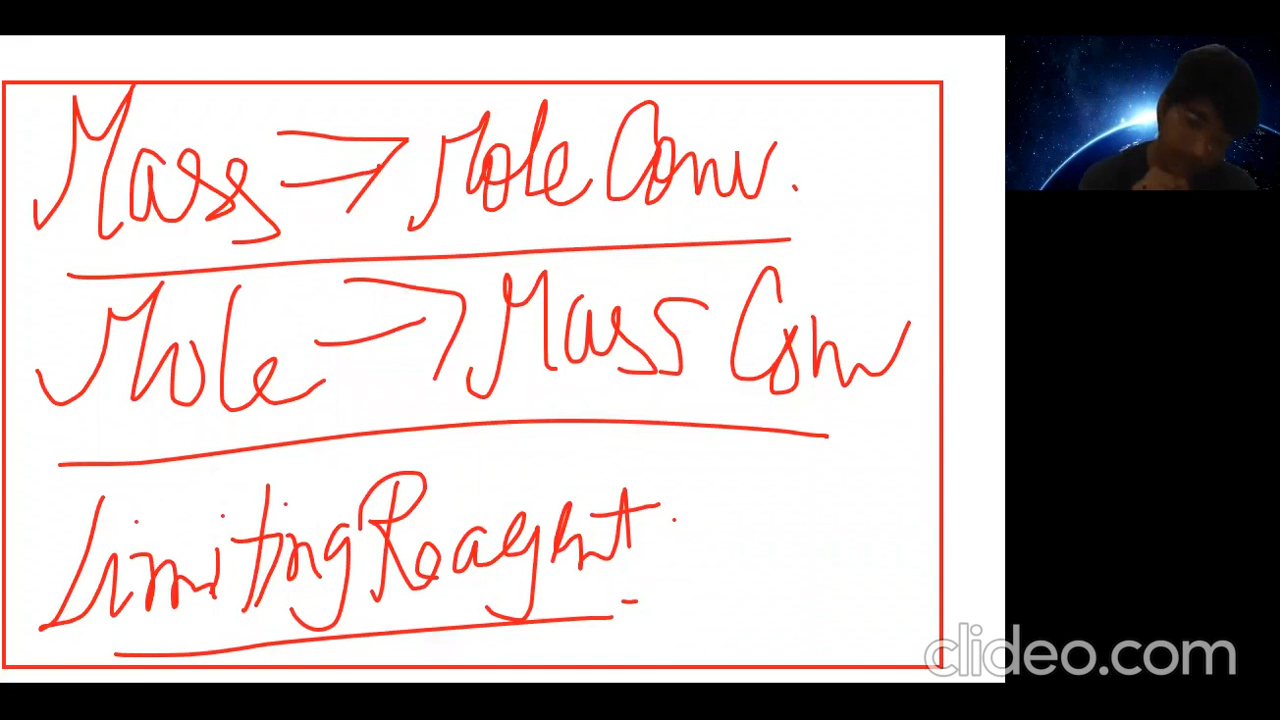 Mass → Mole Conv.
Mole → Mass Conv
Limiting Reagent.
clideo.com